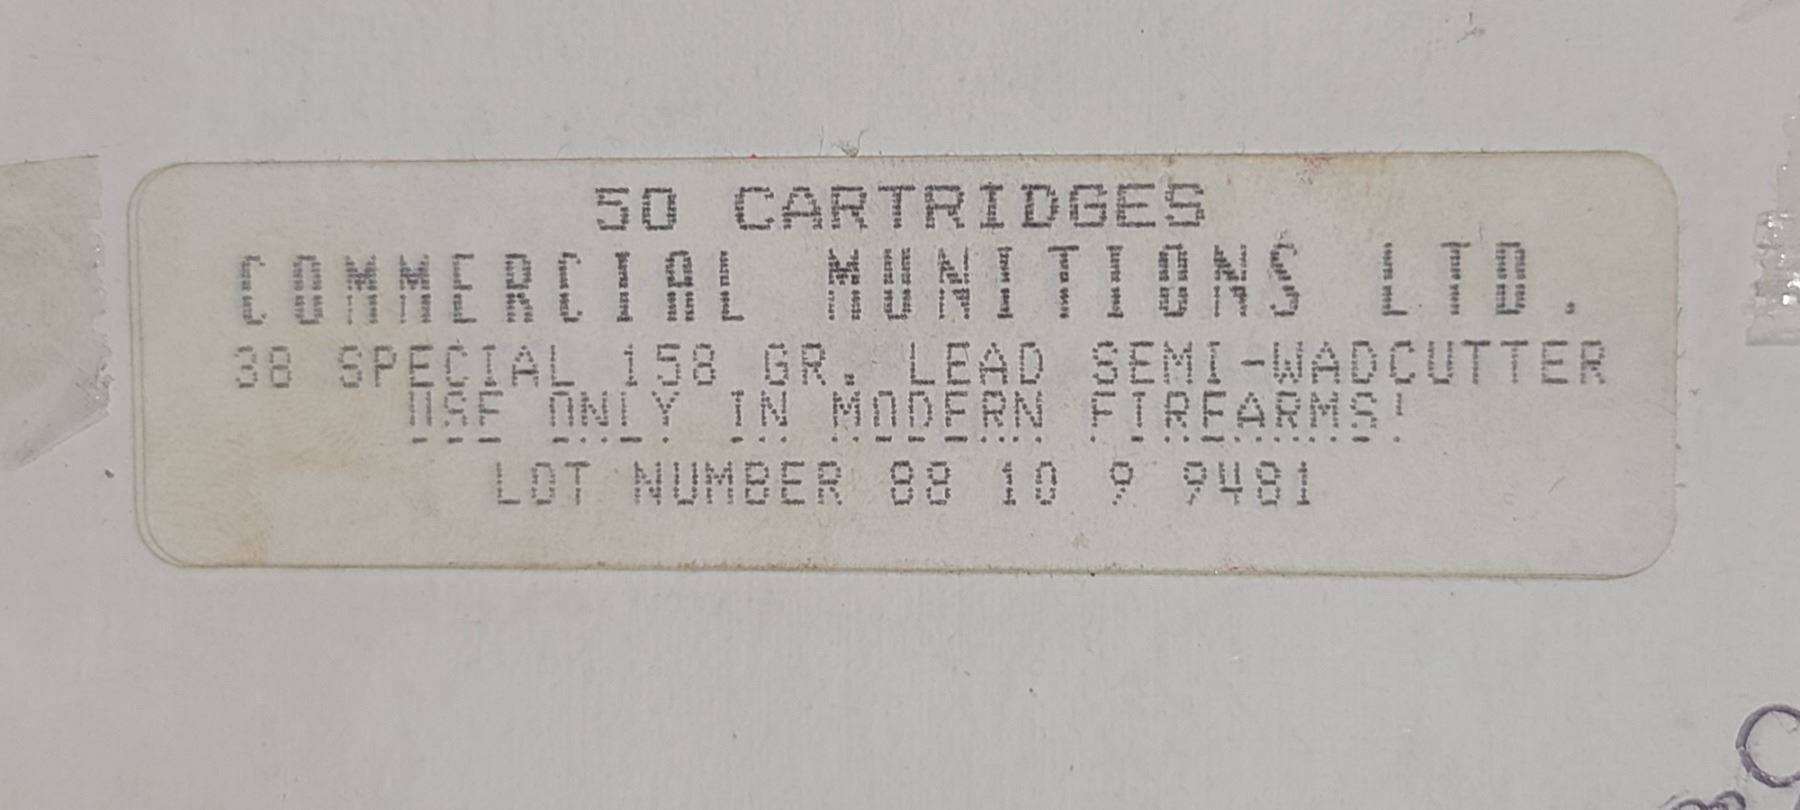 50 CARTRIDGES
COMMERCIAL MUNITIONS LTD.
38 SPECIAL 158 GR. LEAD SEMI-WADCUTTER
USE ONLY IN MODERN FIREARMS!
LOT NUMBER 89 10 9 9481